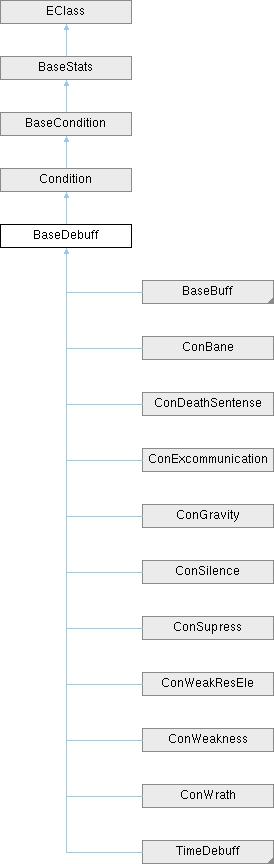 EClass
BaseStats
BaseCondition
Condition
BaseDebuff
BaseBuff
ConBane
ConDeathSentense
ConExcommunication
ConGravity
ConSilence
ConSupress
ConWeakResEle
ConWeakness
ConWrath
TimeDebuff